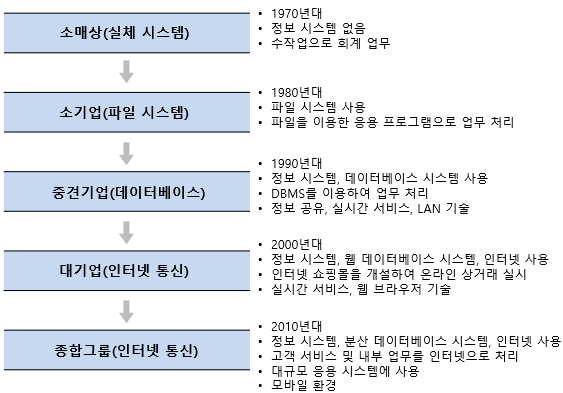 소매상(실체 시스템)
• 1970년대
• 정보 시스템 없음
• 수작업으로 회계 업무
소기업(파일 시스템)
• 1980년대
• 파일 시스템 사용
• 파일을 이용한 응용 프로그램으로 업무 처리
중견기업(데이터베이스)
• 1990년대
• 정보 시스템, 데이터베이스 시스템 사용
• DBMS를 이용하여 업무 처리
• 정보 공유, 실시간 서비스, LAN 기술
대기업(인터넷 통신)
• 2000년대
• 정보 시스템, 웹 데이터베이스 시스템, 인터넷 사용
• 인터넷 쇼핑몰을 개설하여 온라인 상거래 실시
• 실시간 서비스, 웹 브라우저 기술
종합그룹(인터넷 통신)
• 2010년대
• 정보 시스템, 분산 데이터베이스 시스템, 인터넷 사용
• 고객 서비스 및 내부 업무를 인터넷으로 처리
• 대규모 응용 시스템에 사용
• 모바일 환경